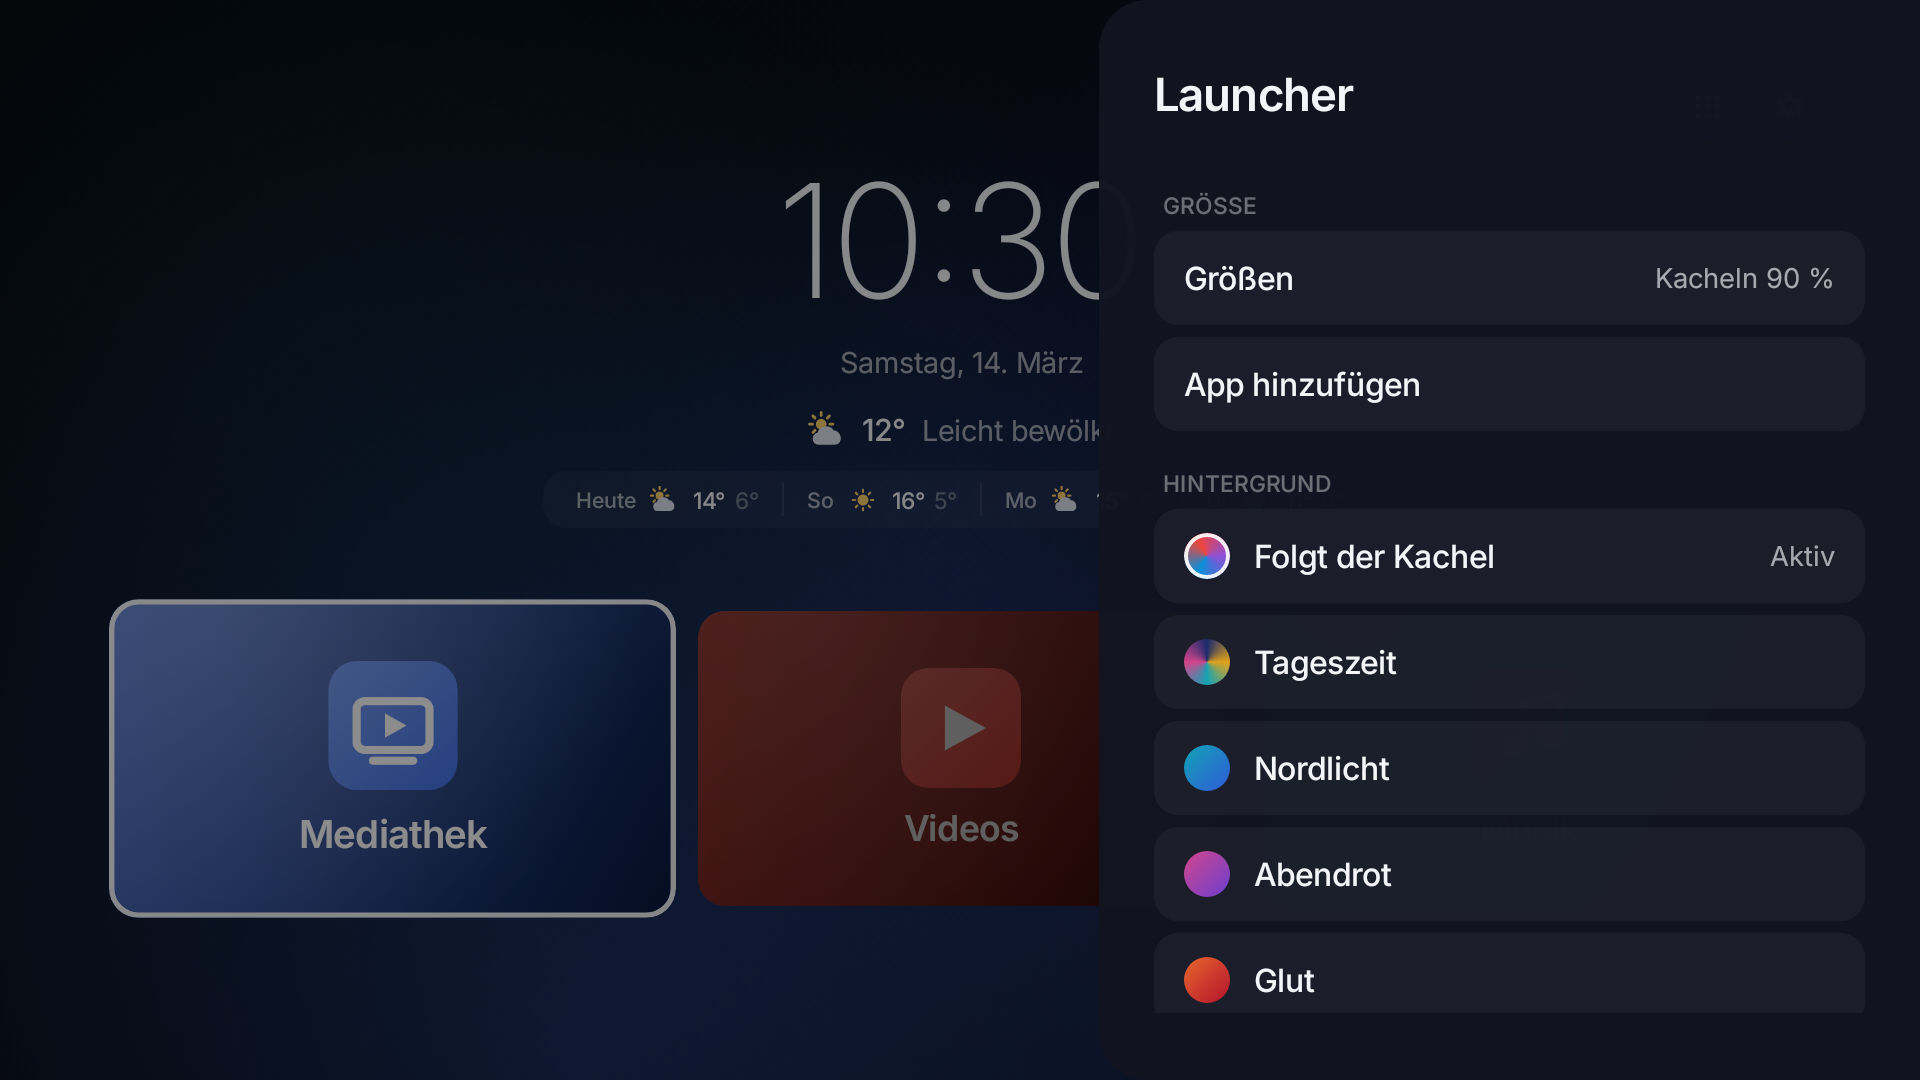 Launcher
10:30
Samstag, 14. März
12° Leicht bewölk
Heute 14° 6° So 16° 5° Mo
Mediathek
Videos
GRÖSSE
Größen Kacheln 90 %
App hinzufügen
HINTERGRUND
Folgt der Kachel Aktiv
Tageszeit
Nordlicht
Abendrot
Glut